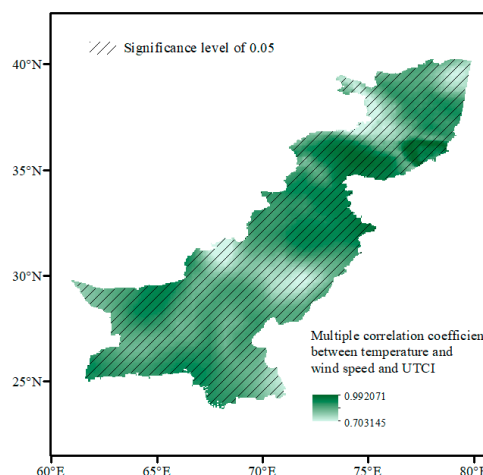 Significance level of 0.05
40°N
35°N
30°N
25°N
Multiple correlation coefficien
between temperature and
wind speed and UTCI
0.992071
0.703145
60°E
65°E
70°E
75°E
80°E